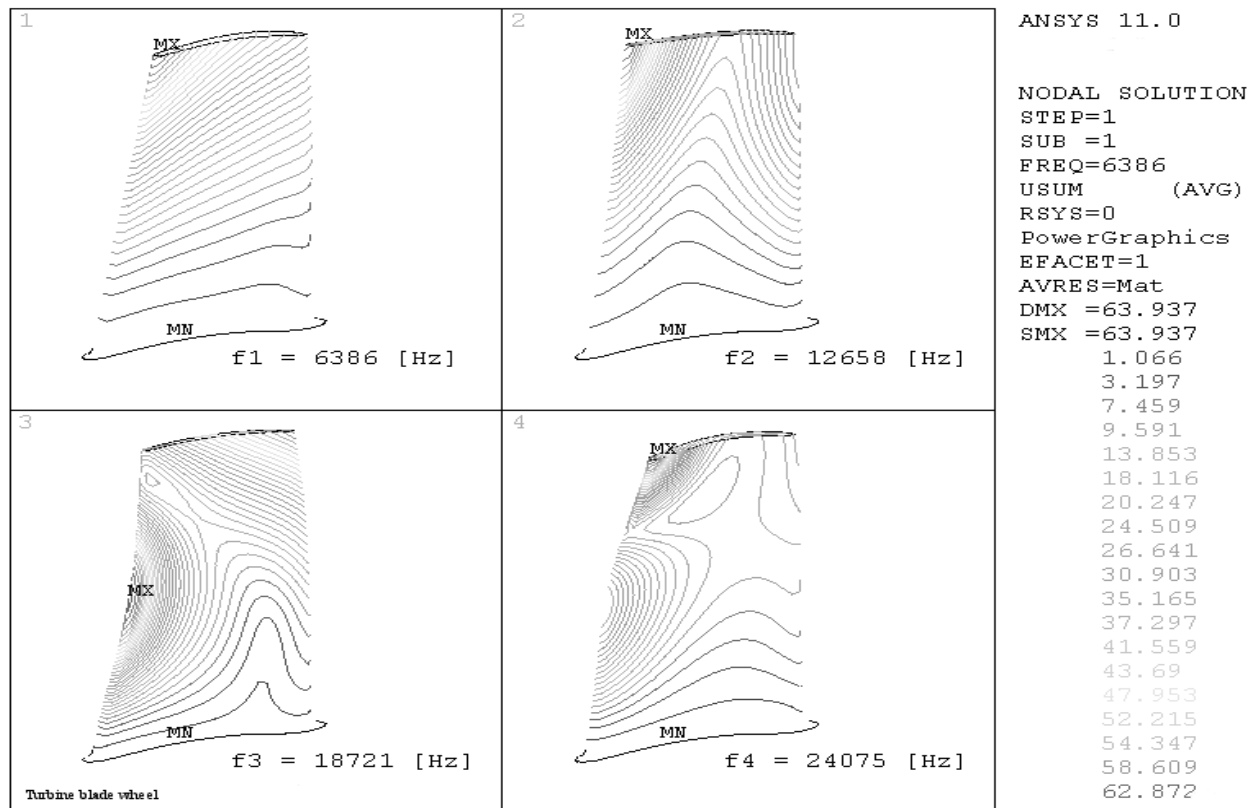 1
MX
MN
f1 = 6386 [Hz]
2
MX
MN
f2 = 12658 [Hz]
3
MX
MN
f3 = 18721 [Hz]
Turbine blade wheel
4
MX
MN
f4 = 24075 [Hz]
ANSYS 11.0
NODAL SOLUTION
STEP=1
SUB =1
FREQ=6386
USUM (AVG)
RSYS=0
PowerGraphics
EFACET=1
AVRES=Mat
DMX =63.937
SMX =63.937
1.066
3.197
7.459
9.591
13.853
18.116
20.247
24.509
26.641
30.903
35.165
37.297
41.559
43.69
47.953
52.215
54.347
58.609
62.872